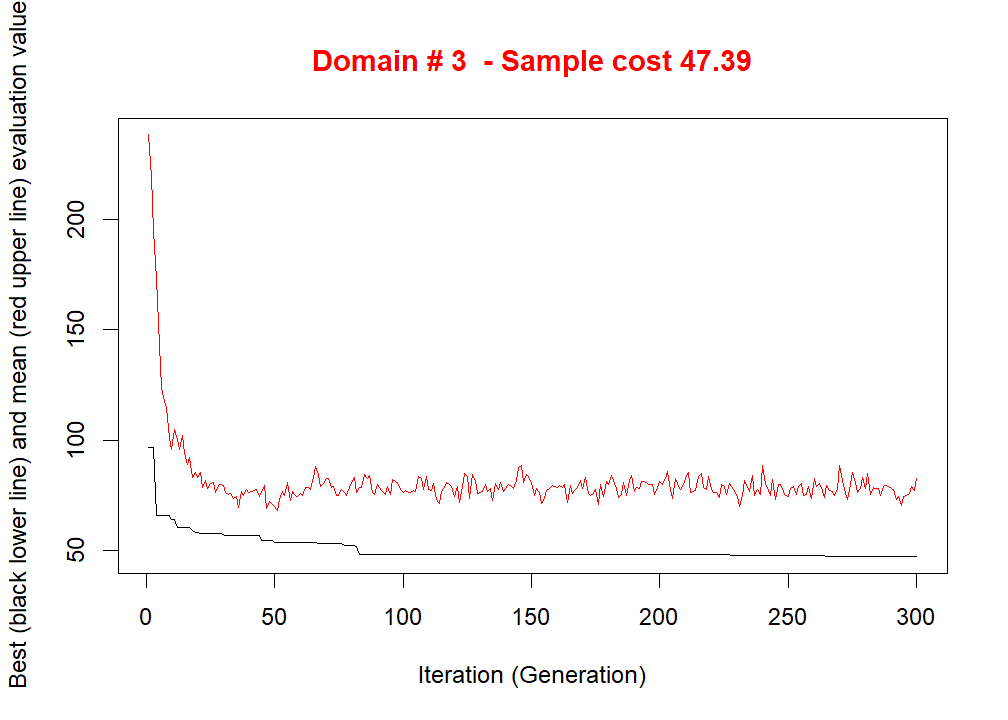 Domain # 3  - Sample cost 47.39
Best (black lower line) and mean (red upper line) evaluation value
200
150
100
50
0 50 100 150 200 250 300
Iteration (Generation)